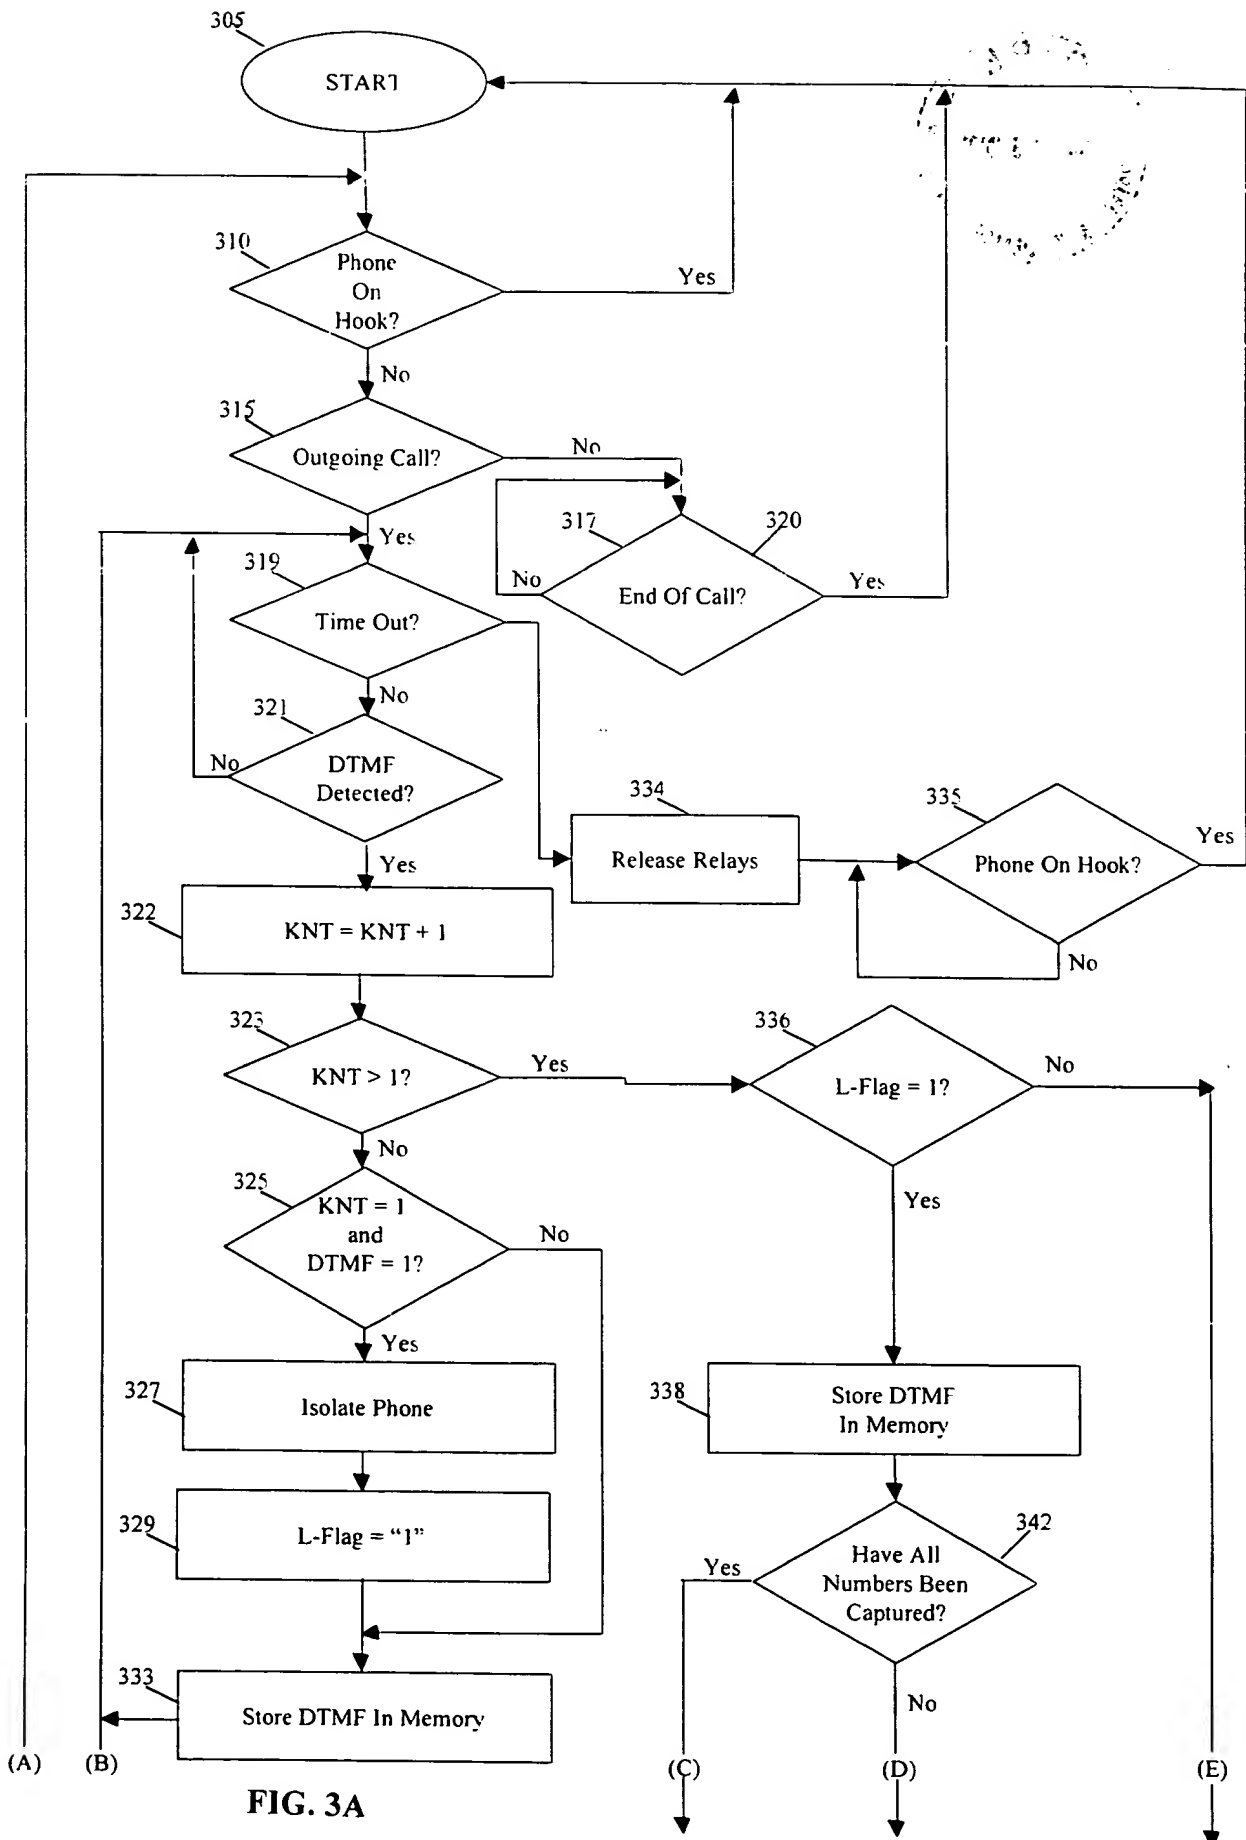 305
START
310
Phone
On
Hook?
Yes
No
315
Outgoing Call?
No
Yes
317
320
End Of Call?
No
Yes
319
Time Out?
No
321
DTMF
Detected?
No
Yes
334
Release Relays
335
Phone On Hook?
Yes
No
322
KNT = KNT + 1
323
KNT > 1?
Yes
No
336
L-Flag = 1?
No
Yes
325
KNT = 1
and
DTMF = 1?
No
Yes
327
Isolate Phone
338
Store DTMF
In Memory
329
L-Flag = “1”
342
Have All
Numbers Been
Captured?
Yes
No
333
Store DTMF In Memory
(A)
(B)
(C)
(D)
(E)
FIG. 3A